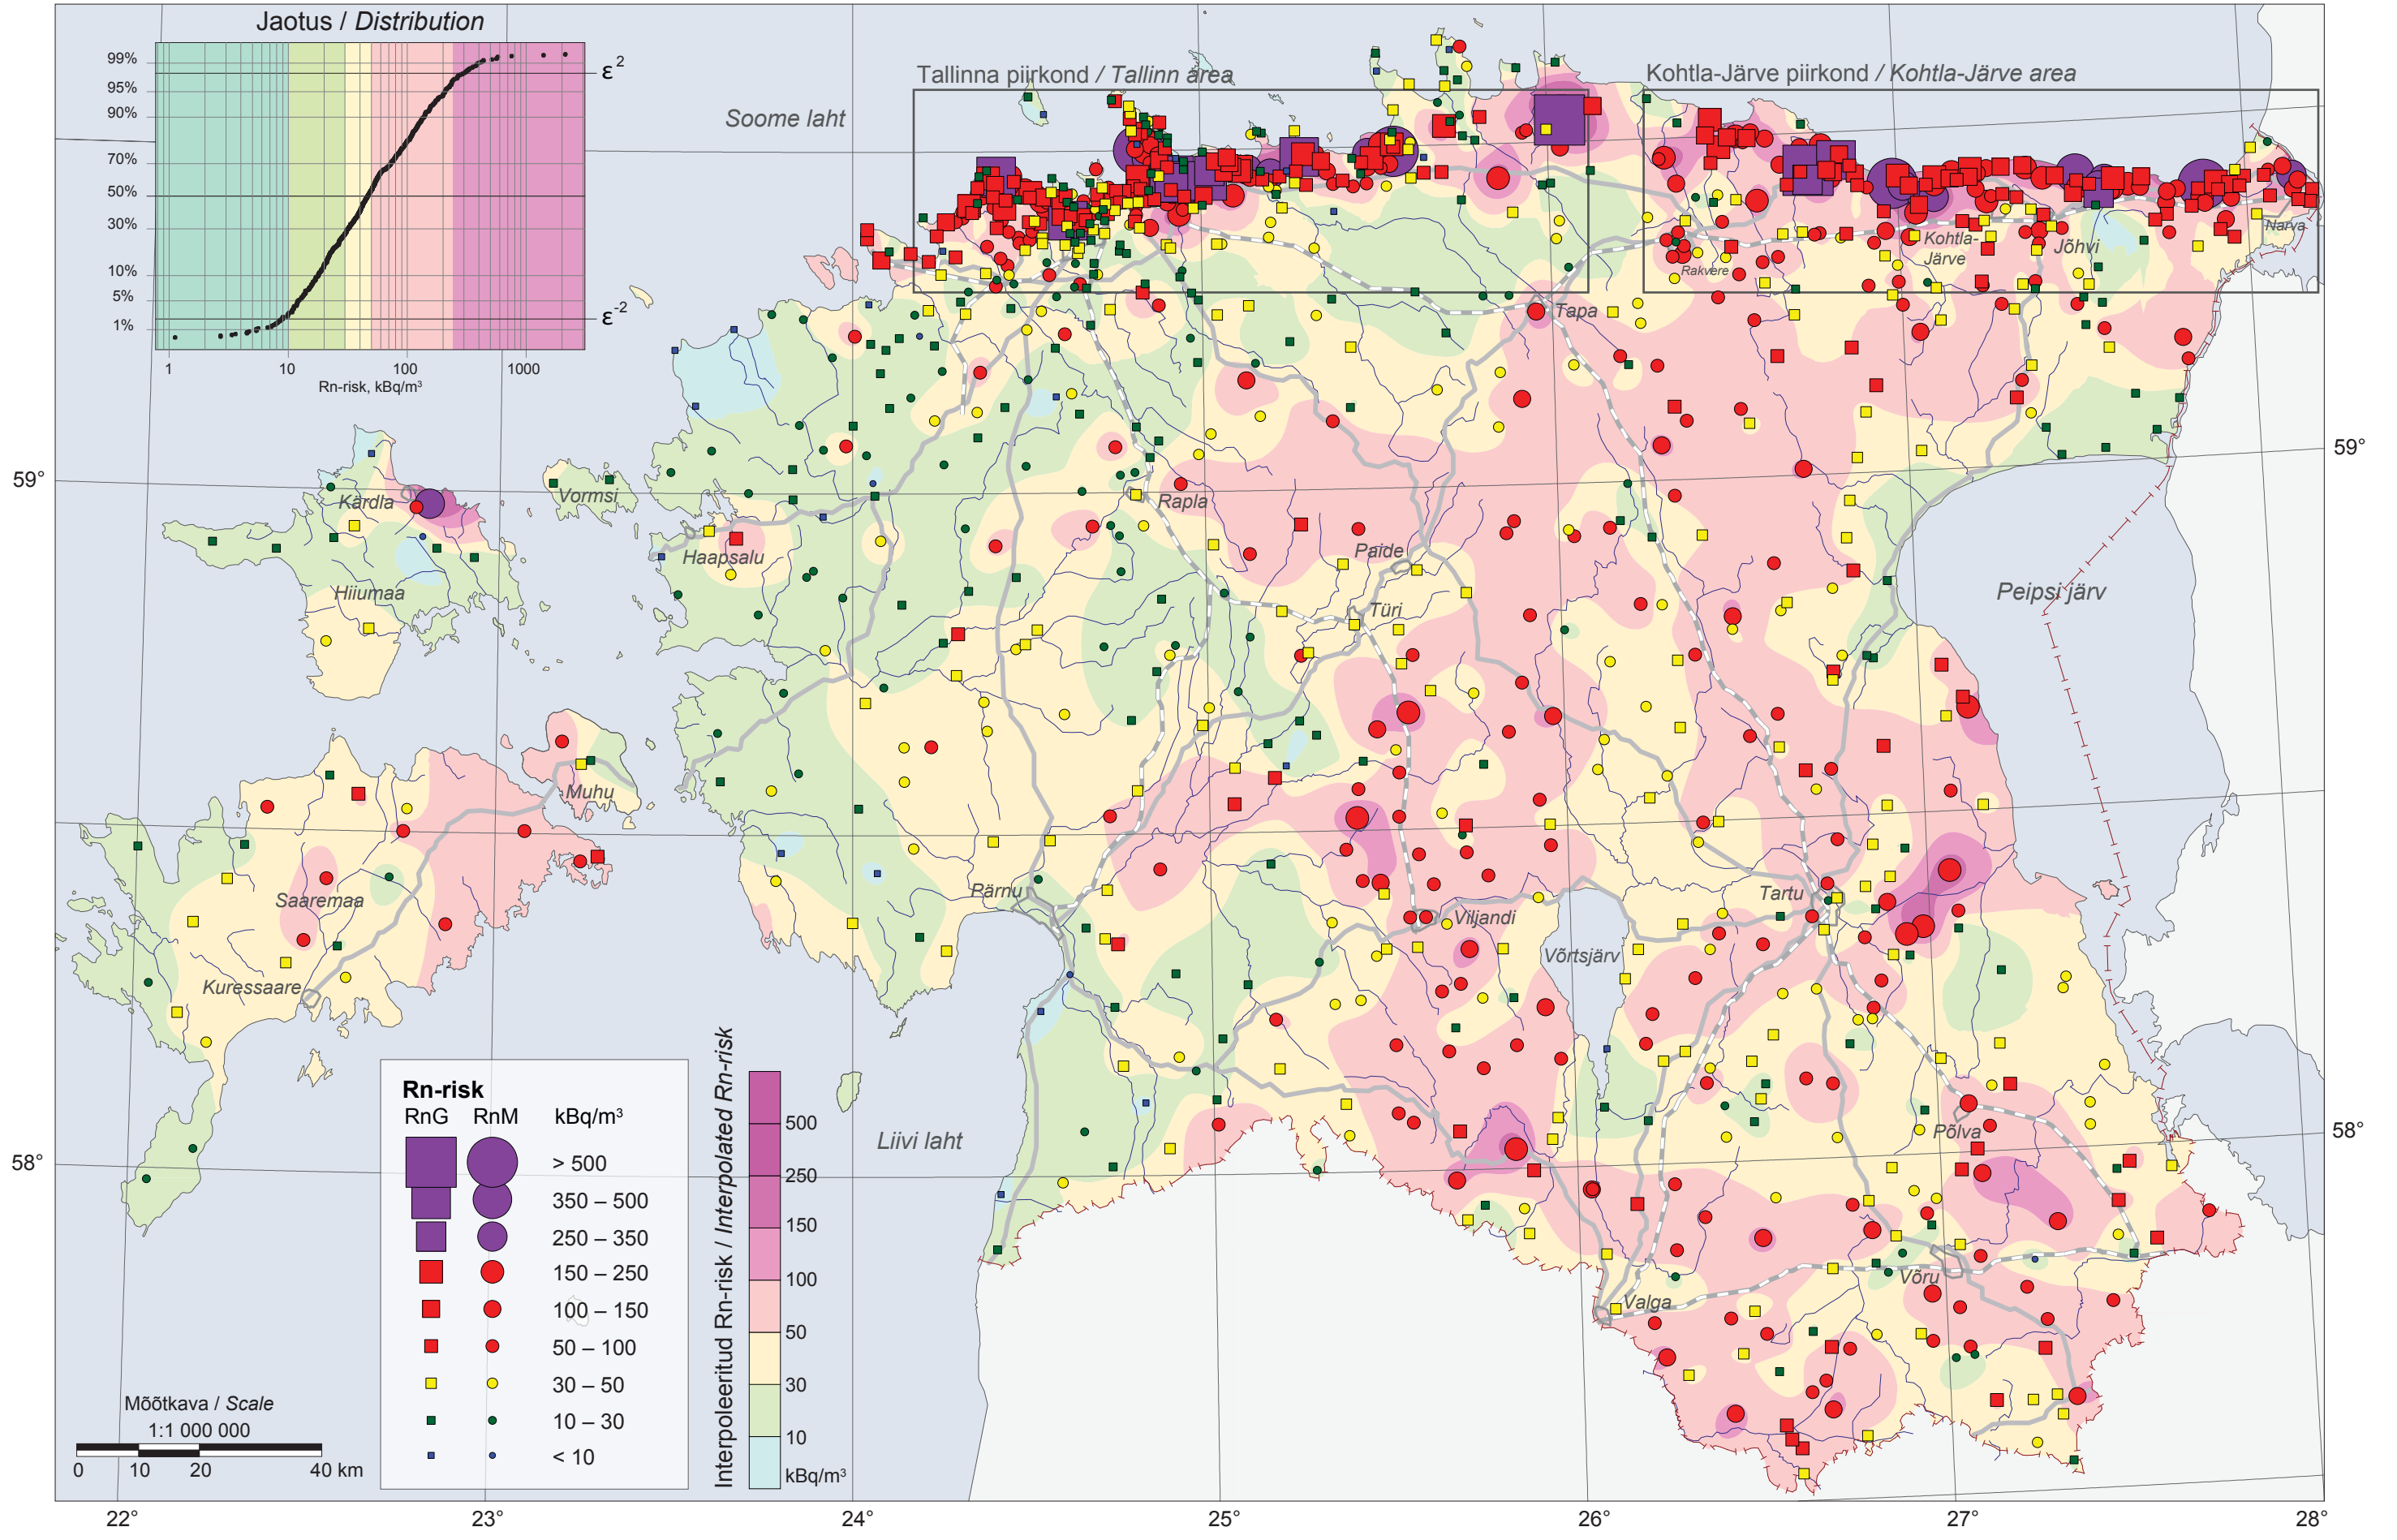 Jaotus / Distribution
99%
95%
90%
70%
50%
30%
10%
5%
1%
ε2
ε-2
1
10
100
1000
Rn-risk, kBq/m³
Tallinna piirkond / Tallinn area
Kohtla-Järve piirkond / Kohtla-Järve area
Soome laht
Narva
Kohtla-
Järve
Jõhvi
Rakvere
Tapa
59°
59°
Kärdla
Vormsi
Rapla
Haapsalu
Paide
Hiiumaa
Türi
Peipsi järv
Muhu
Saaremaa
Pärnu
Viljandi
Tartu
Võrtsjärv
Kuressaare
Liivi laht
Põlva
58°
58°
Võru
Valga
Rn-risk
RnG
RnM
kBq/m³
> 500
350 – 500
250 – 350
150 – 250
100 – 150
50 – 100
30 – 50
10 – 30
< 10
Interpoleeritud Rn-risk / Interpolated Rn-risk
500
250
150
100
50
30
10
kBq/m³
Mõõtkava / Scale
1:1 000 000
0
10
20
40 km
22°
23°
24°
25°
26°
27°
28°